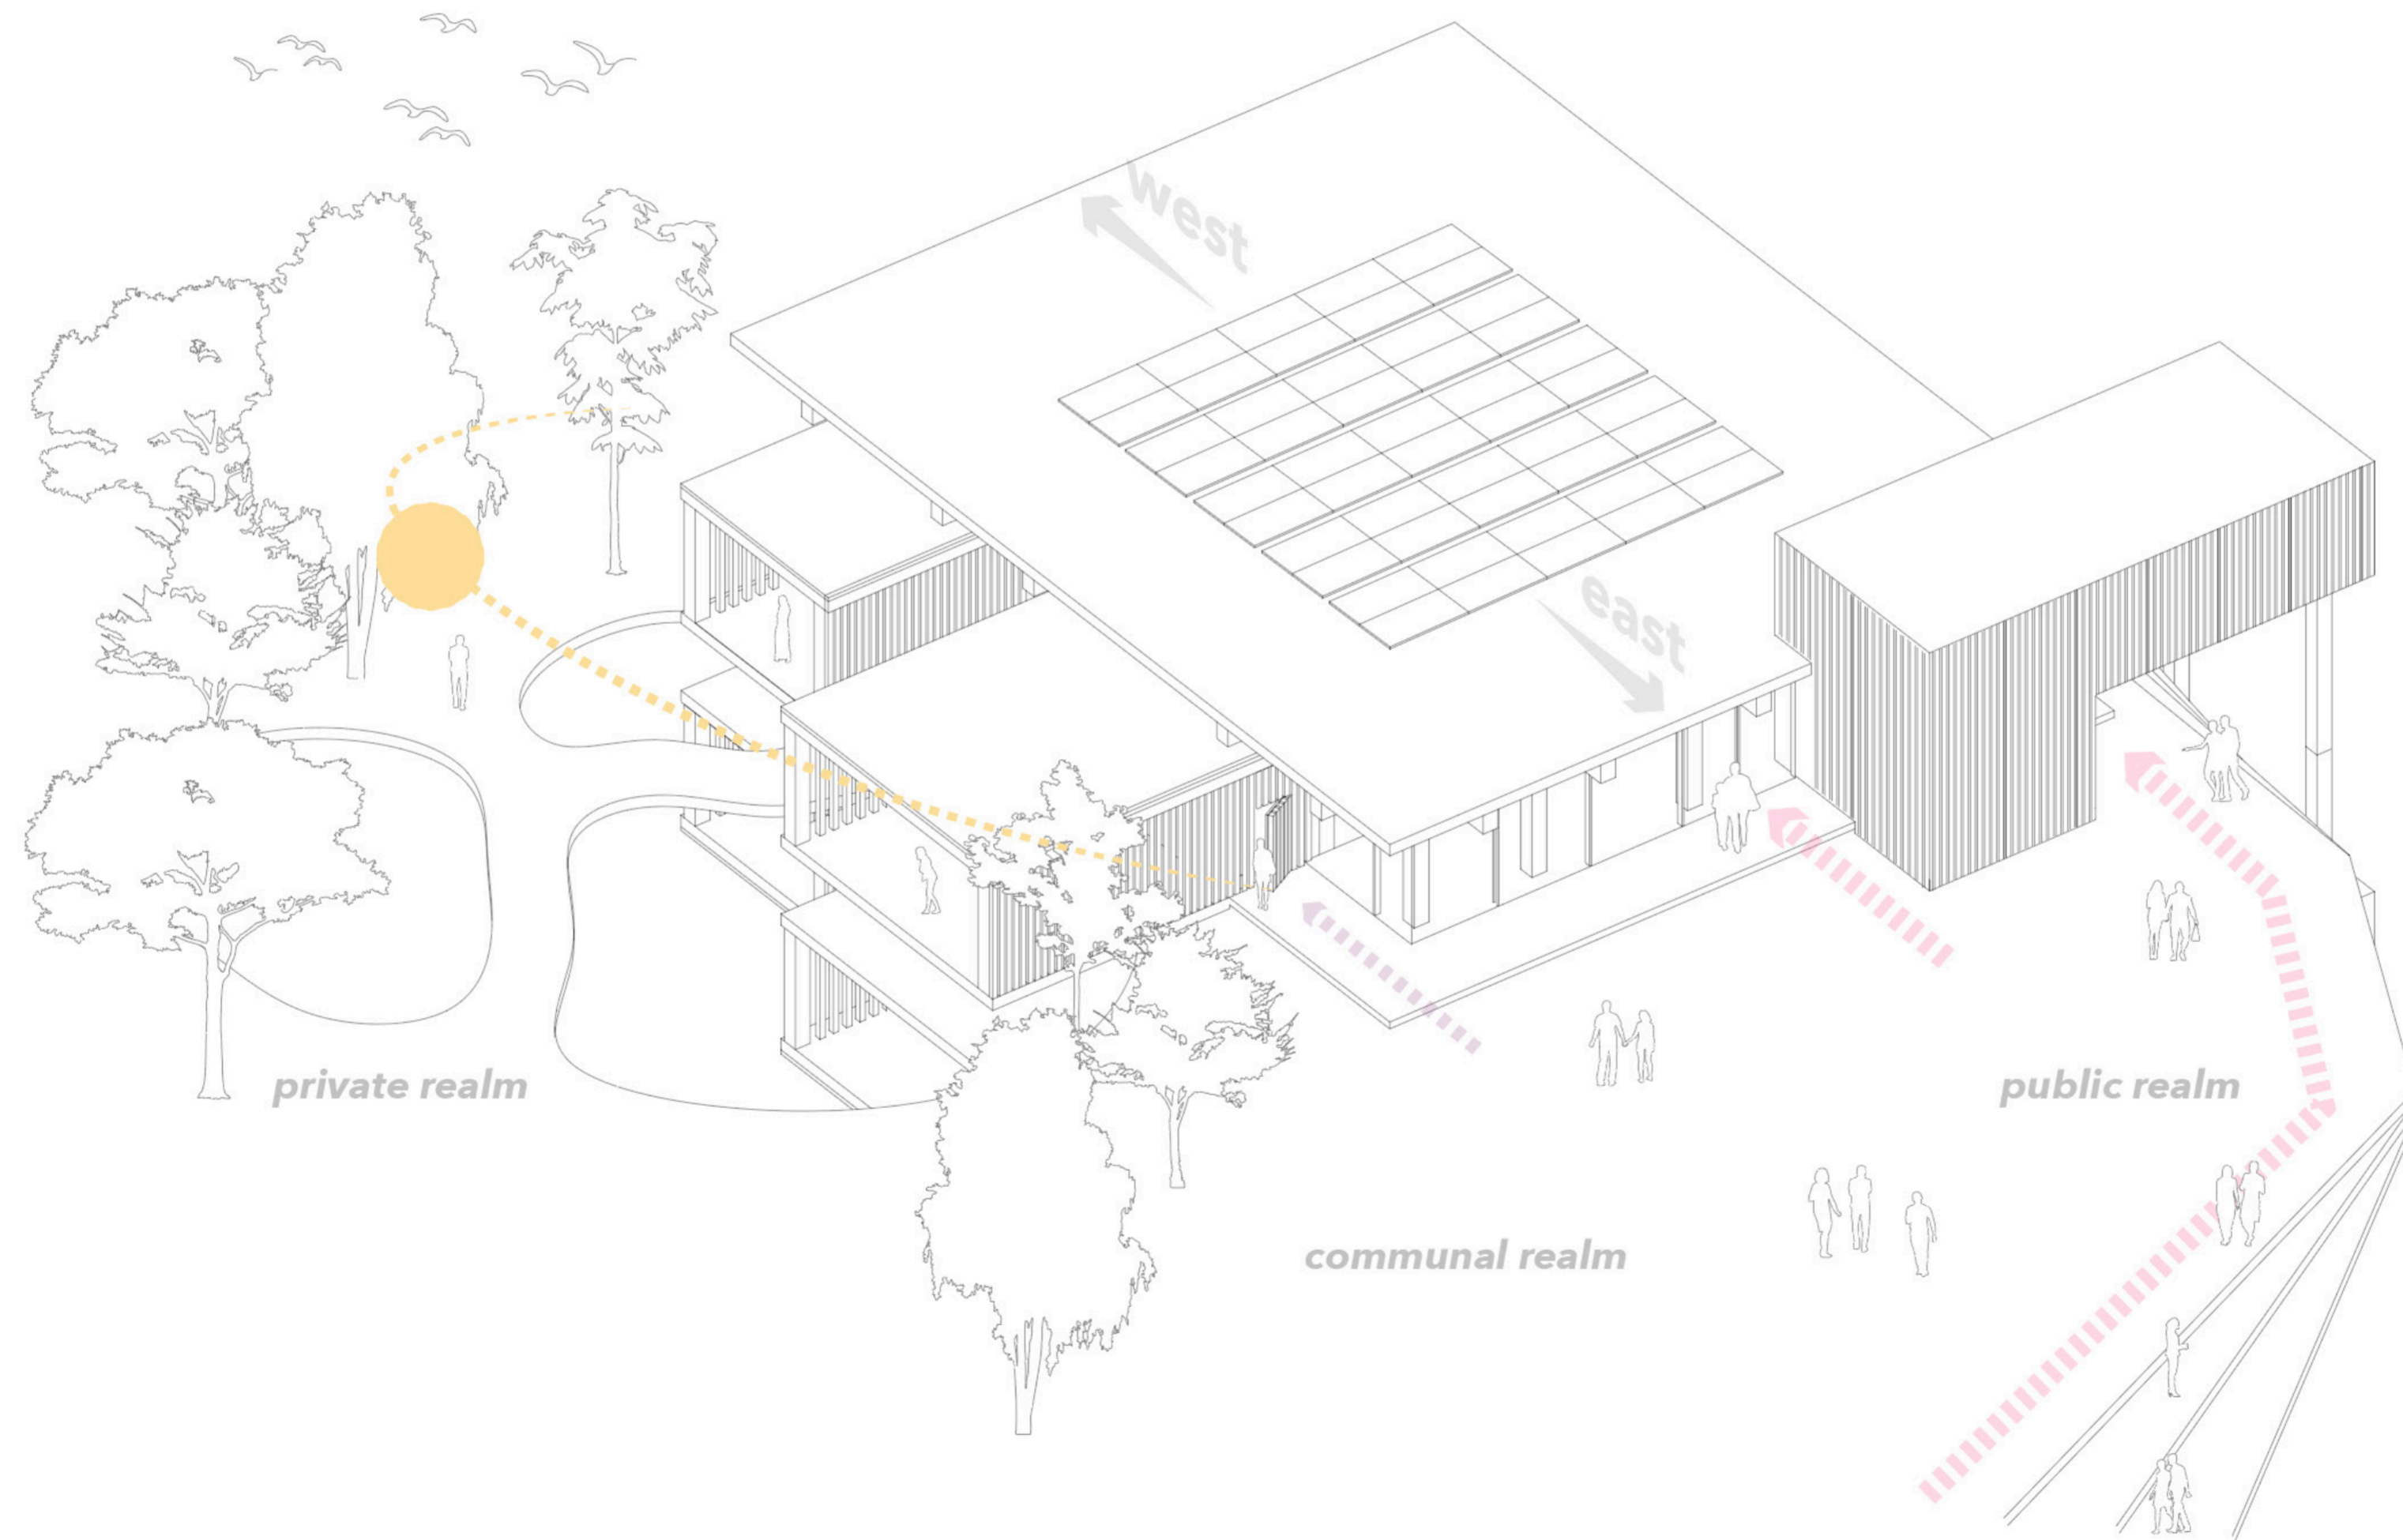 west
east
private realm
public realm
communal realm